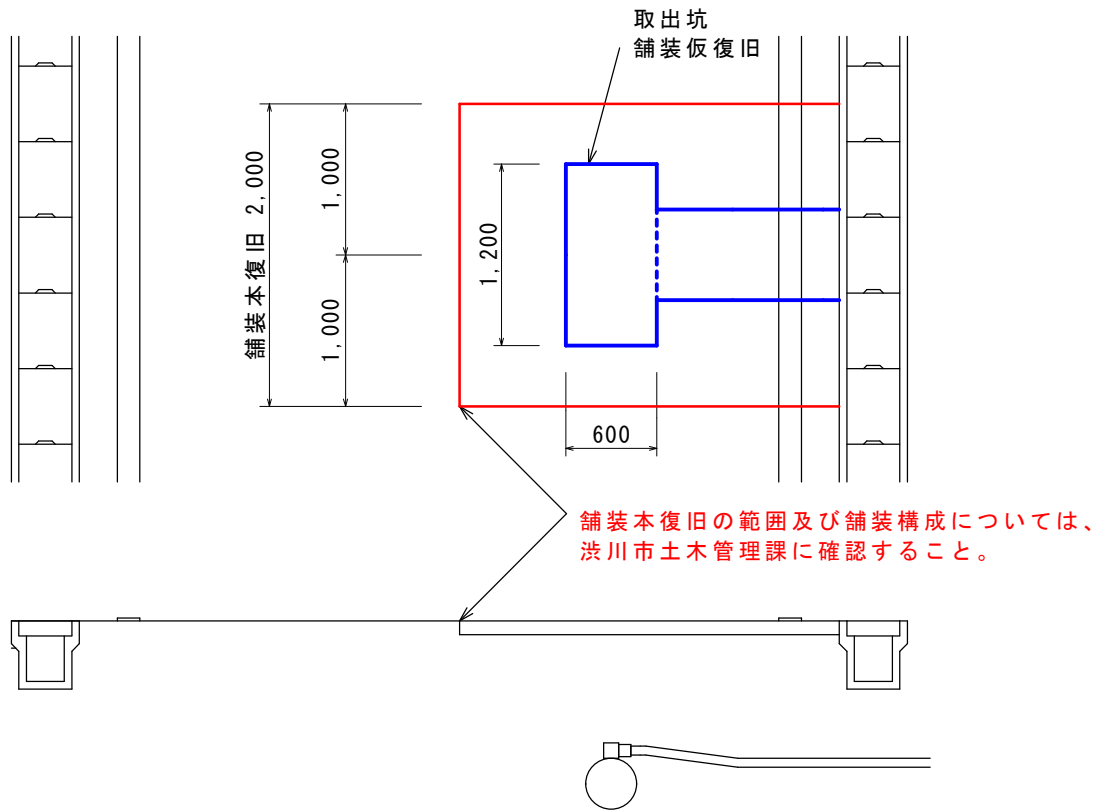 取出坑
舗装仮復旧
舗装本復旧 2,000
1,000
1,000
1,200
600
舗装本復旧の範囲及び舗装構成については、
渋川市土木管理課に確認すること。